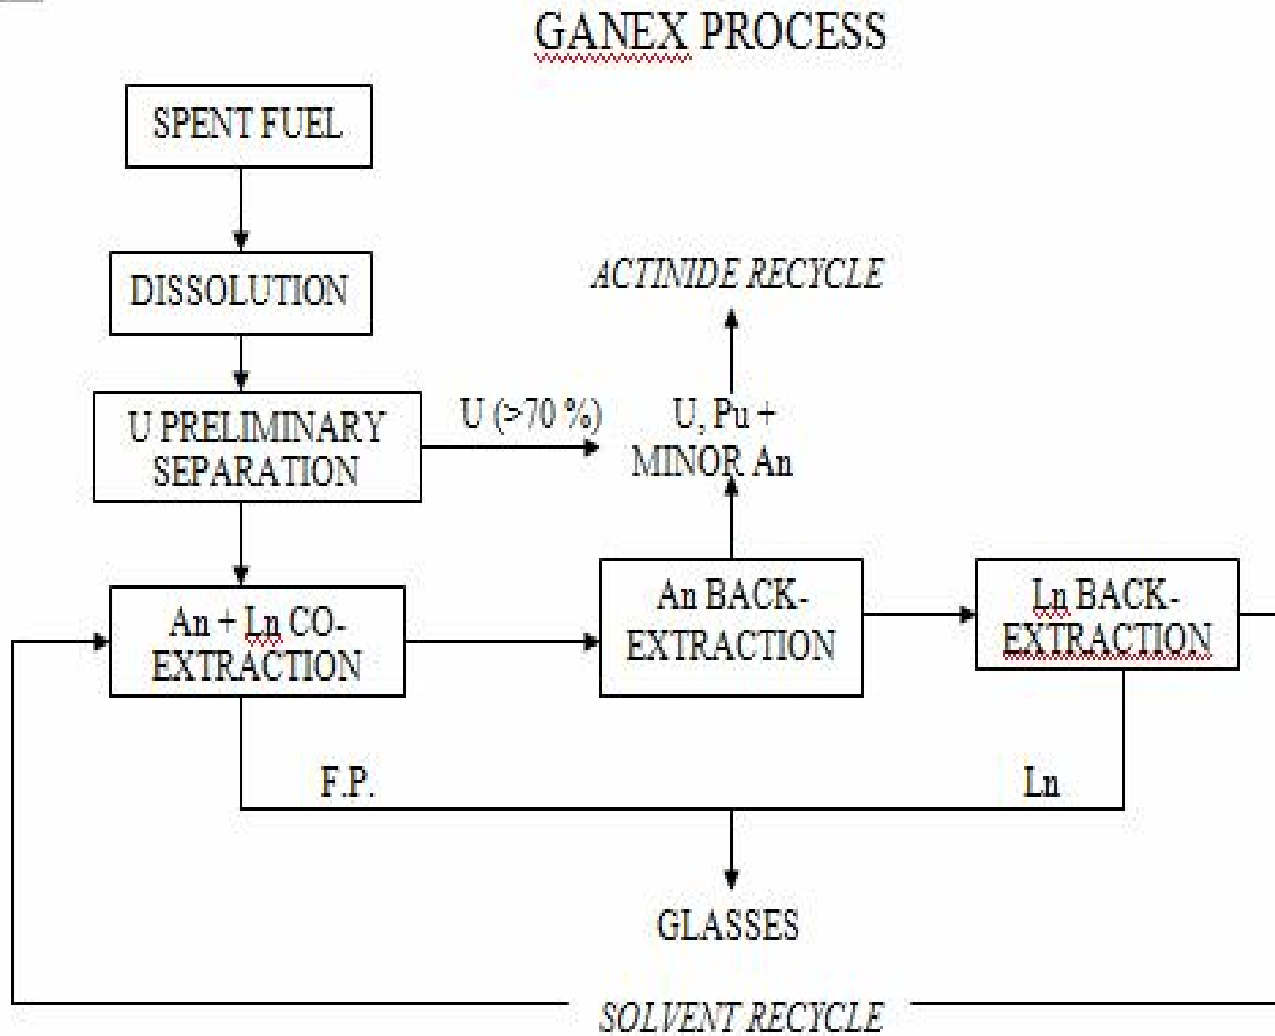 GANEX PROCESS
SPENT FUEL
DISSOLUTION
ACTINIDE RECYCLE
U PRELIMINARY
SEPARATION
U (>70 %)
U, Pu +
MINOR An
An + Ln CO-
EXTRACTION
An BACK-
EXTRACTION
Ln BACK-
EXTRACTION
F.P.
Ln
GLASSES
SOLVENT RECYCLE